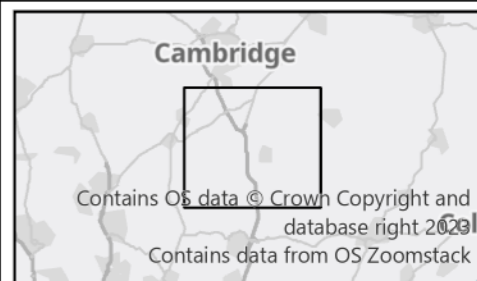 Cambridge
Contains OS data © Crown Copyright and
database right 2023
Contains data from OS Zoomstack